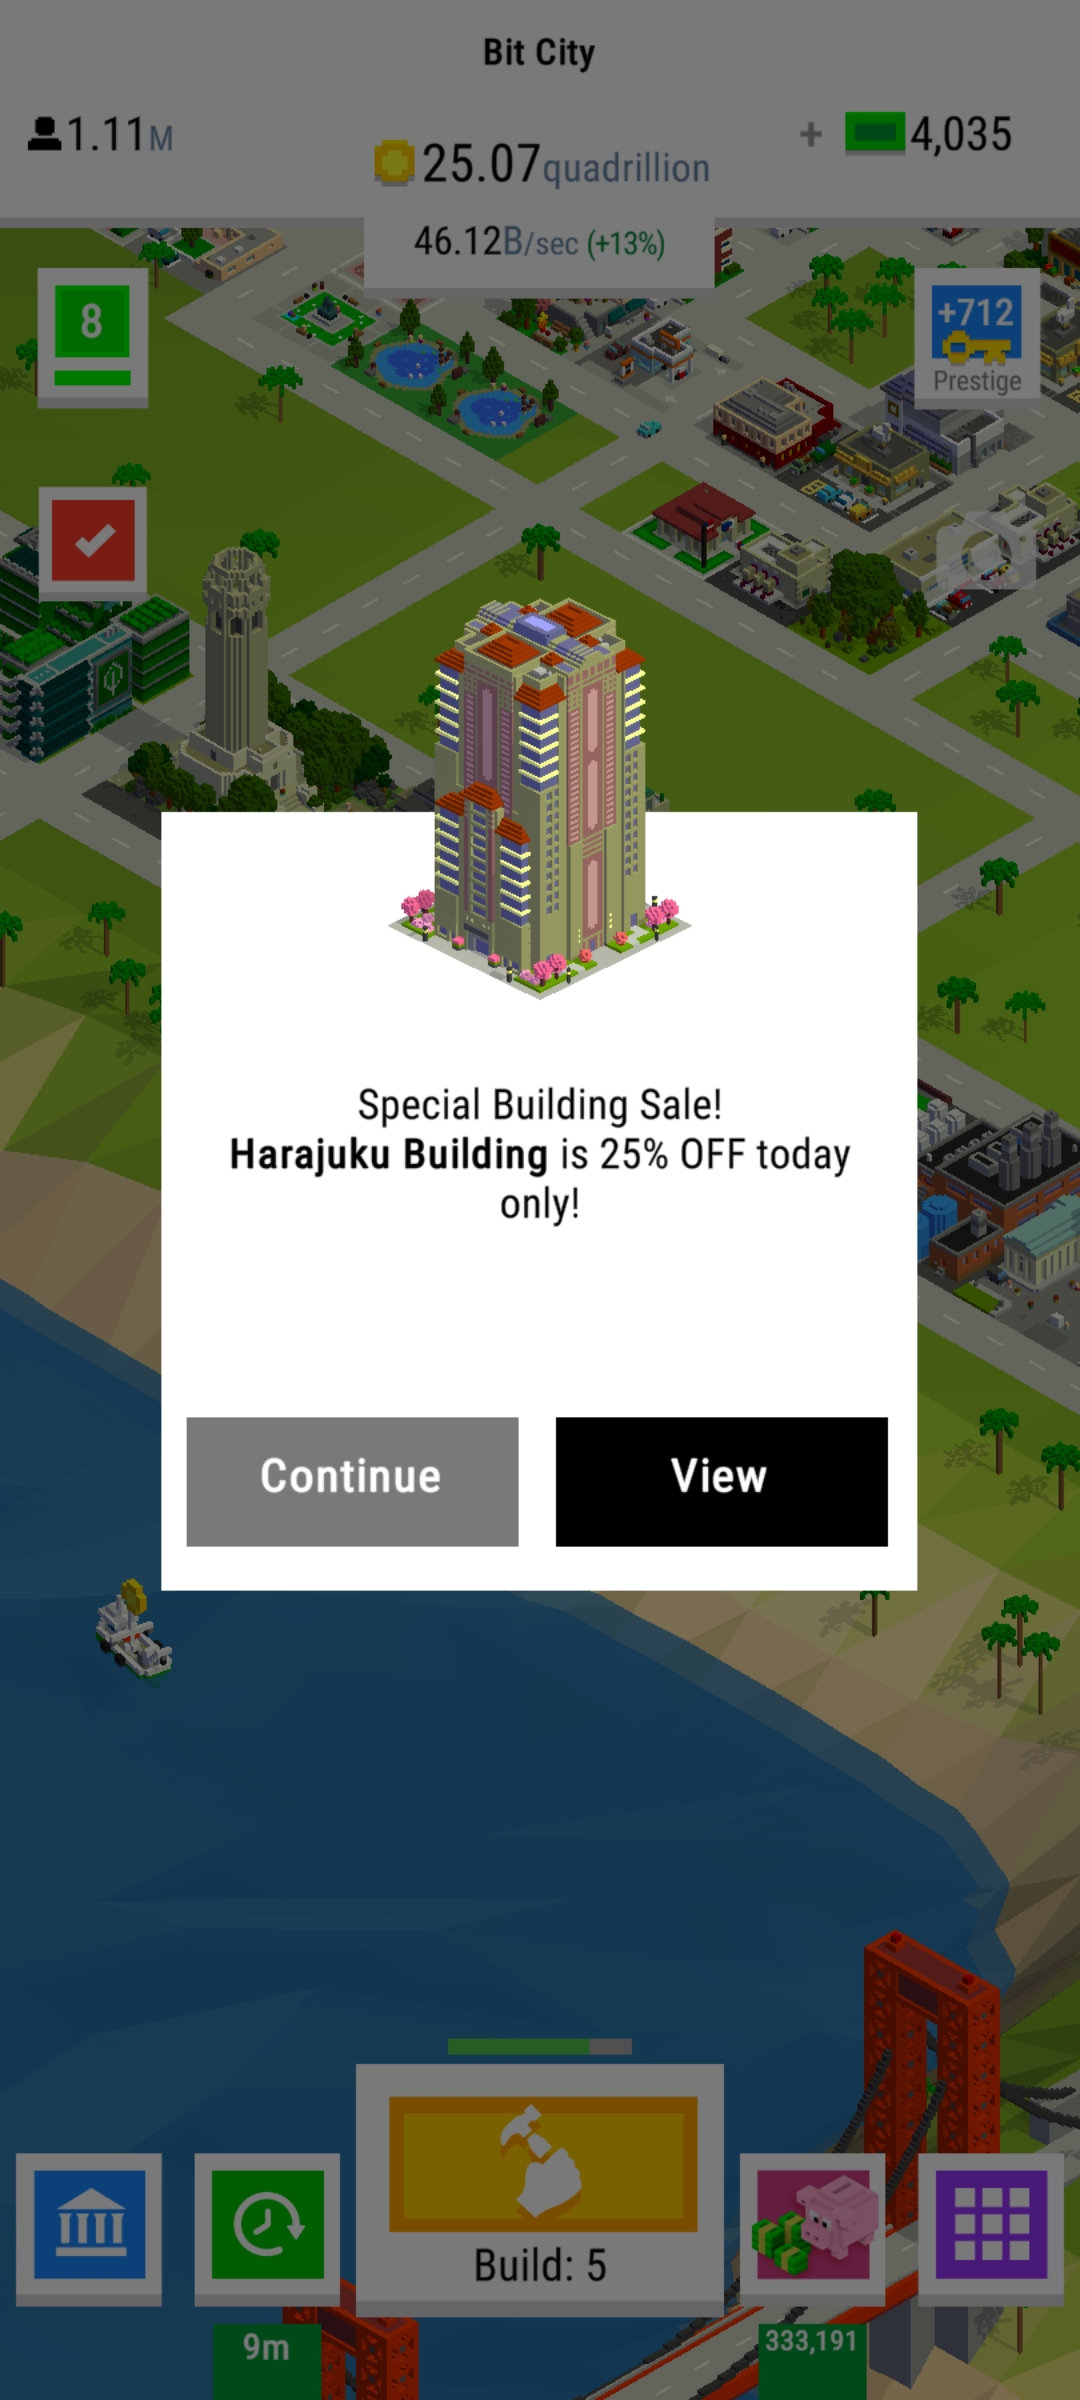 Bit City
1.11M
25.07quadrillion
+ 4,035
46.12B/sec (+13%)
8
+712
Prestige
Special Building Sale!
Harajuku Building is 25% OFF today
only!
Continue
View
Build: 5
9m
333,191